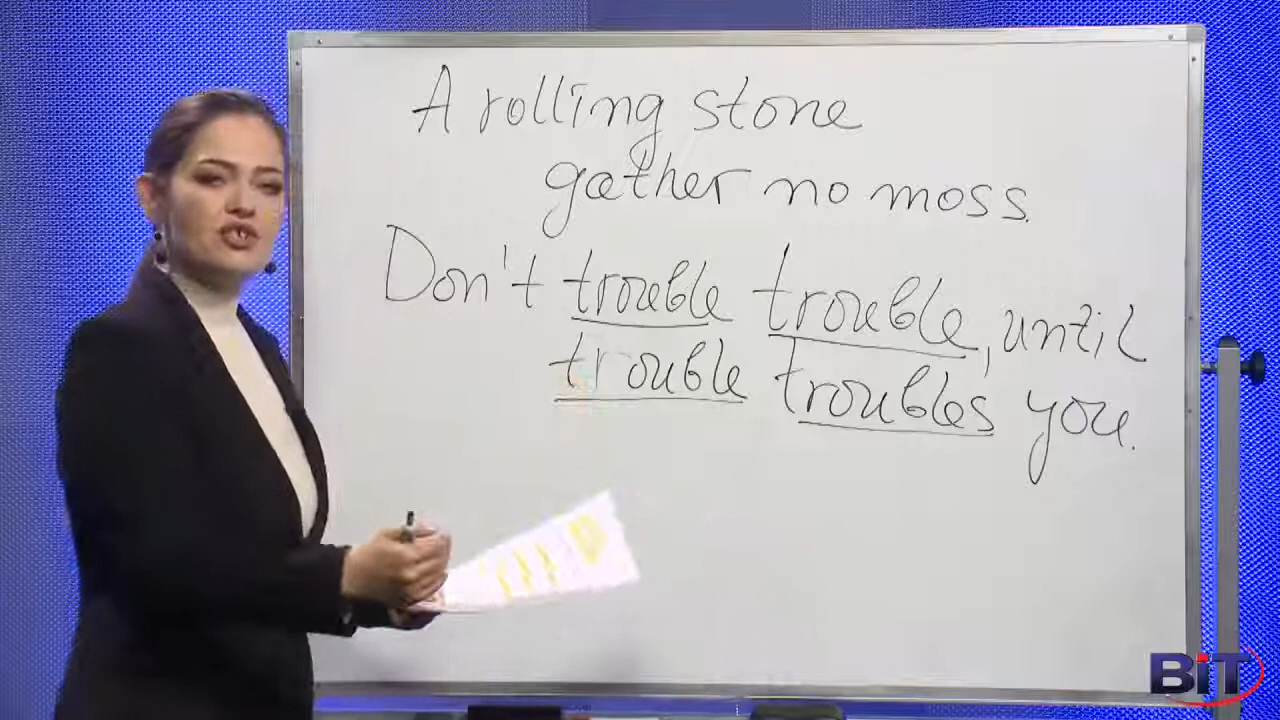 A rolling stone
gather no moss.
Don't trouble trouble, until
trouble troubles you.
BiT